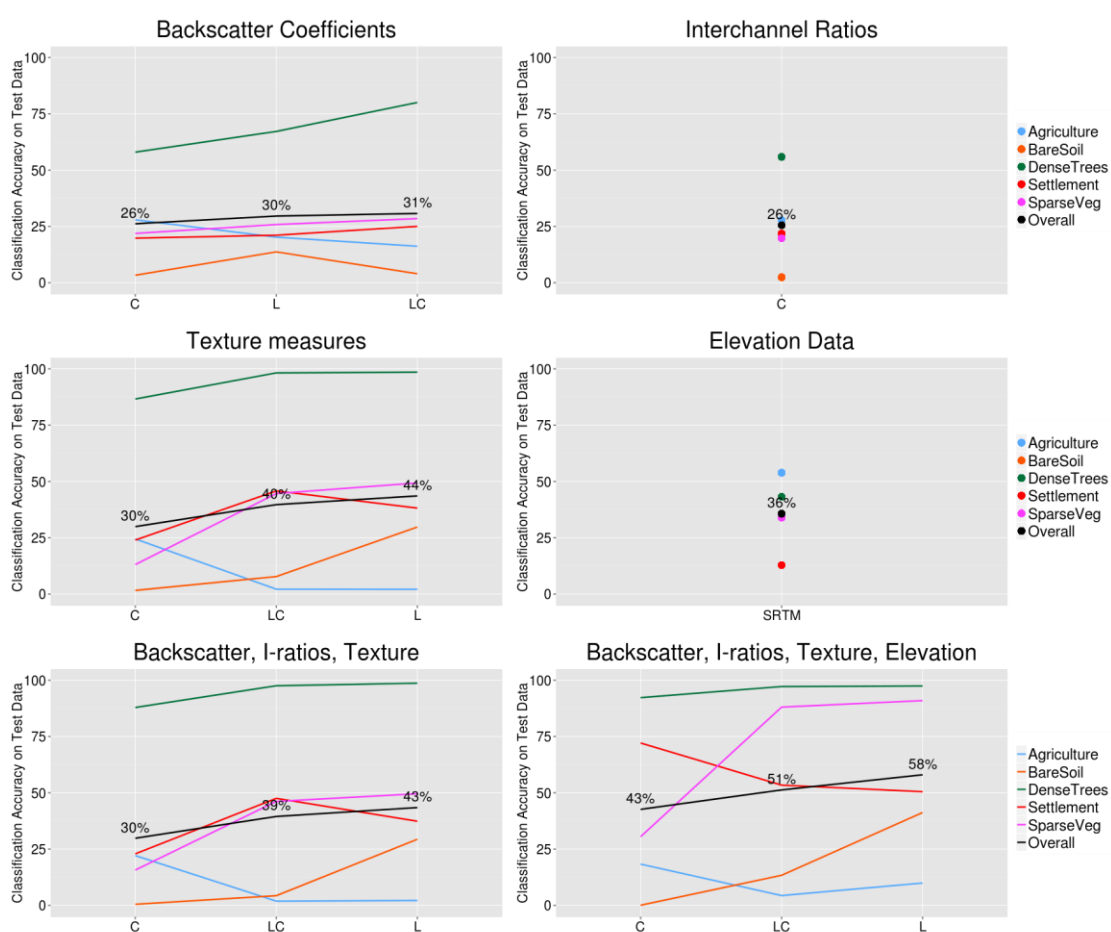 Backscatter Coefficients
Classification Accuracy on Test Data
100
75
50
25
0
26%
30%
31%
C
L
LC
Interchannel Ratios
Classification Accuracy on Test Data
100
75
50
25
0
26%
C
Agriculture
BareSoil
DenseTrees
Settlement
SparseVeg
Overall
Texture measures
Classification Accuracy on Test Data
100
75
50
25
0
30%
40%
44%
C
LC
L
Elevation Data
Classification Accuracy on Test Data
100
75
50
25
0
36%
SRTM
Agriculture
BareSoil
DenseTrees
Settlement
SparseVeg
Overall
Backscatter, I-ratios, Texture
Classification Accuracy on Test Data
100
75
50
25
0
30%
39%
43%
C
LC
L
Backscatter, I-ratios, Texture, Elevation
Classification Accuracy on Test Data
100
75
50
25
0
43%
51%
58%
C
LC
L
Agriculture
BareSoil
DenseTrees
Settlement
SparseVeg
Overall